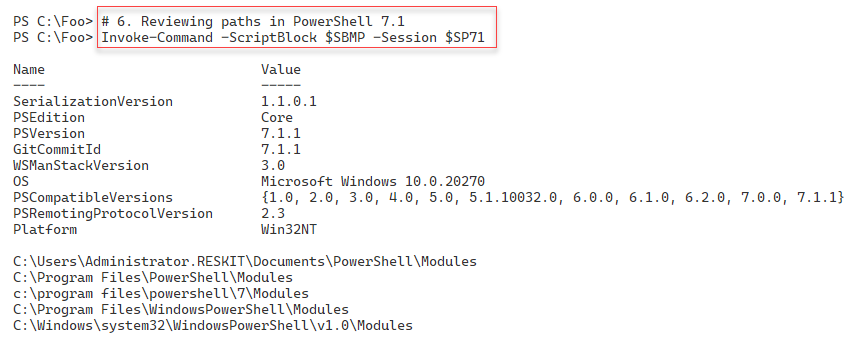 PS C:\Foo> # 6. Reviewing paths in PowerShell 7.1
PS C:\Foo> Invoke-Command -ScriptBlock $SBMP -Session $SP71
Name                           Value
----                           -----
SerializationVersion           1.1.0.1
PSEdition                      Core
PSVersion                      7.1.1
GitCommitId                    7.1.1
WSManStackVersion              3.0
OS                             Microsoft Windows 10.0.20270
PSCompatibleVersions           {1.0, 2.0, 3.0, 4.0, 5.0, 5.1.10032.0, 6.0.0, 6.1.0, 6.2.0, 7.0.0, 7.1.1}
PSRemotingProtocolVersion      2.3
Platform                       Win32NT
C:\Users\Administrator.RESKIT\Documents\PowerShell\Modules
C:\Program Files\PowerShell\Modules
c:\program files\powershell\7\Modules
C:\Program Files\WindowsPowerShell\Modules
C:\Windows\system32\WindowsPowerShell\v1.0\Modules